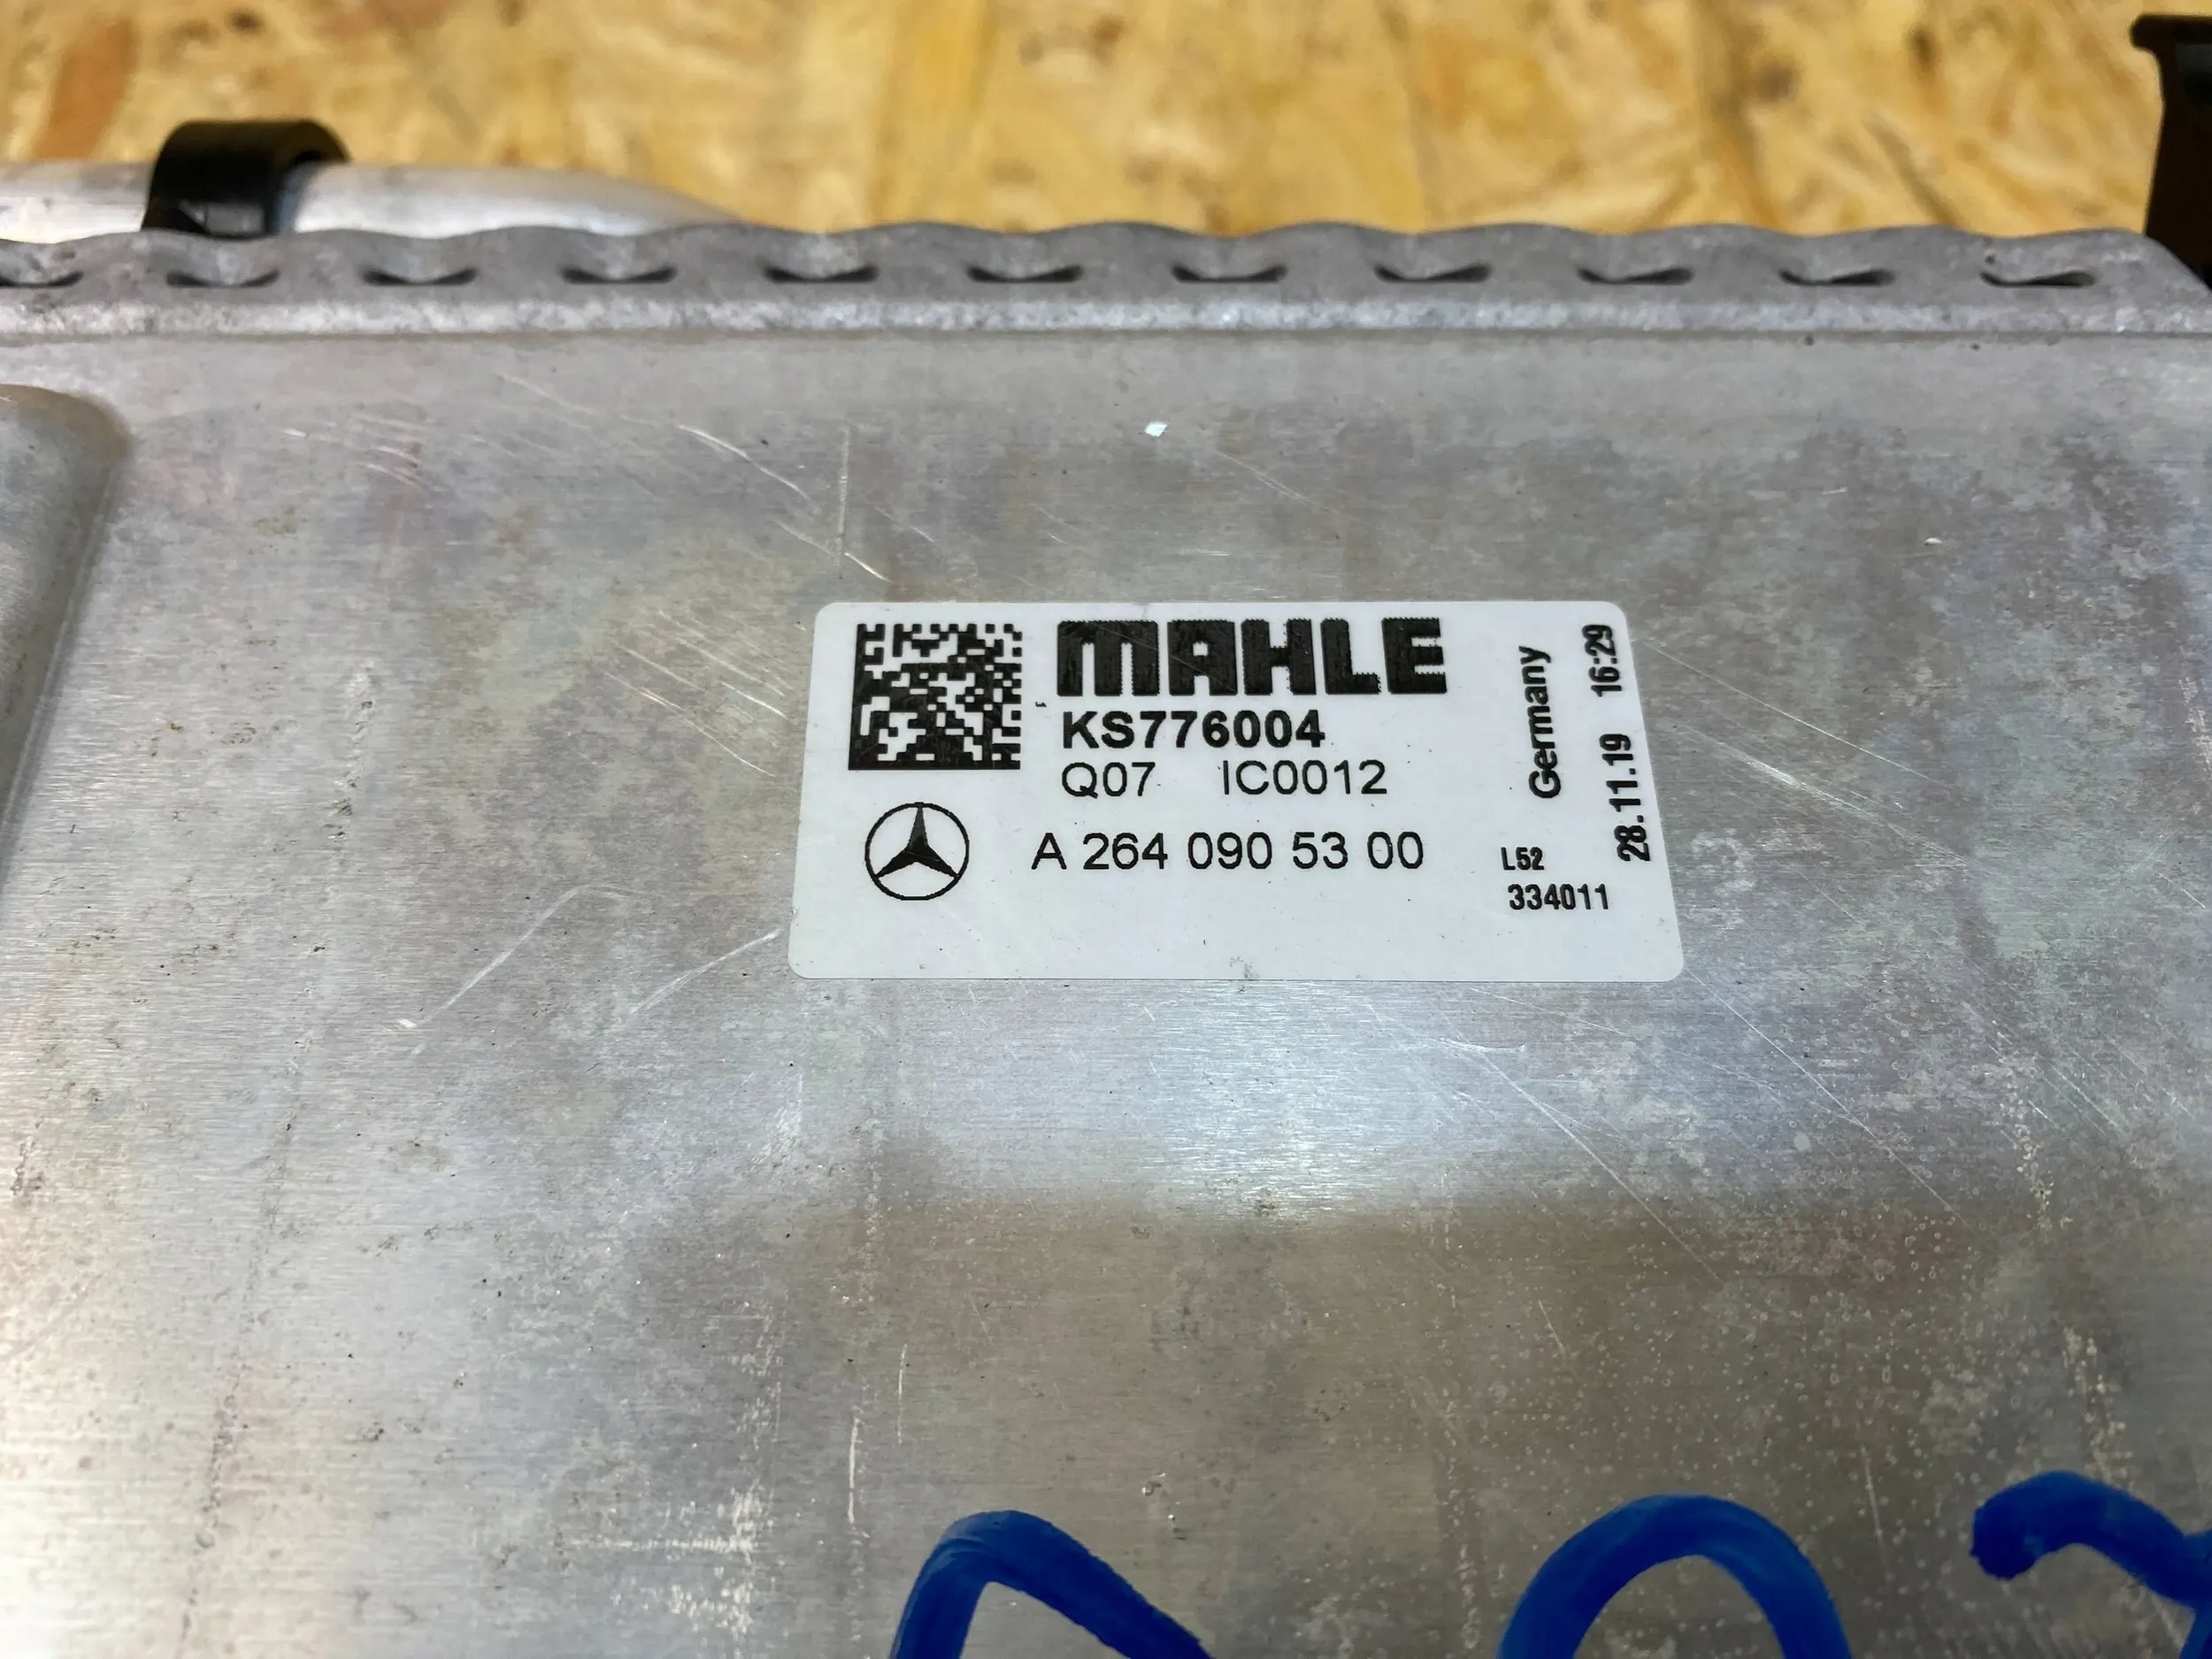 MAHLE
KS776004
Q07 IC0012
A 264 090 53 00
Germany
28.11.19 16:29
L52
334011